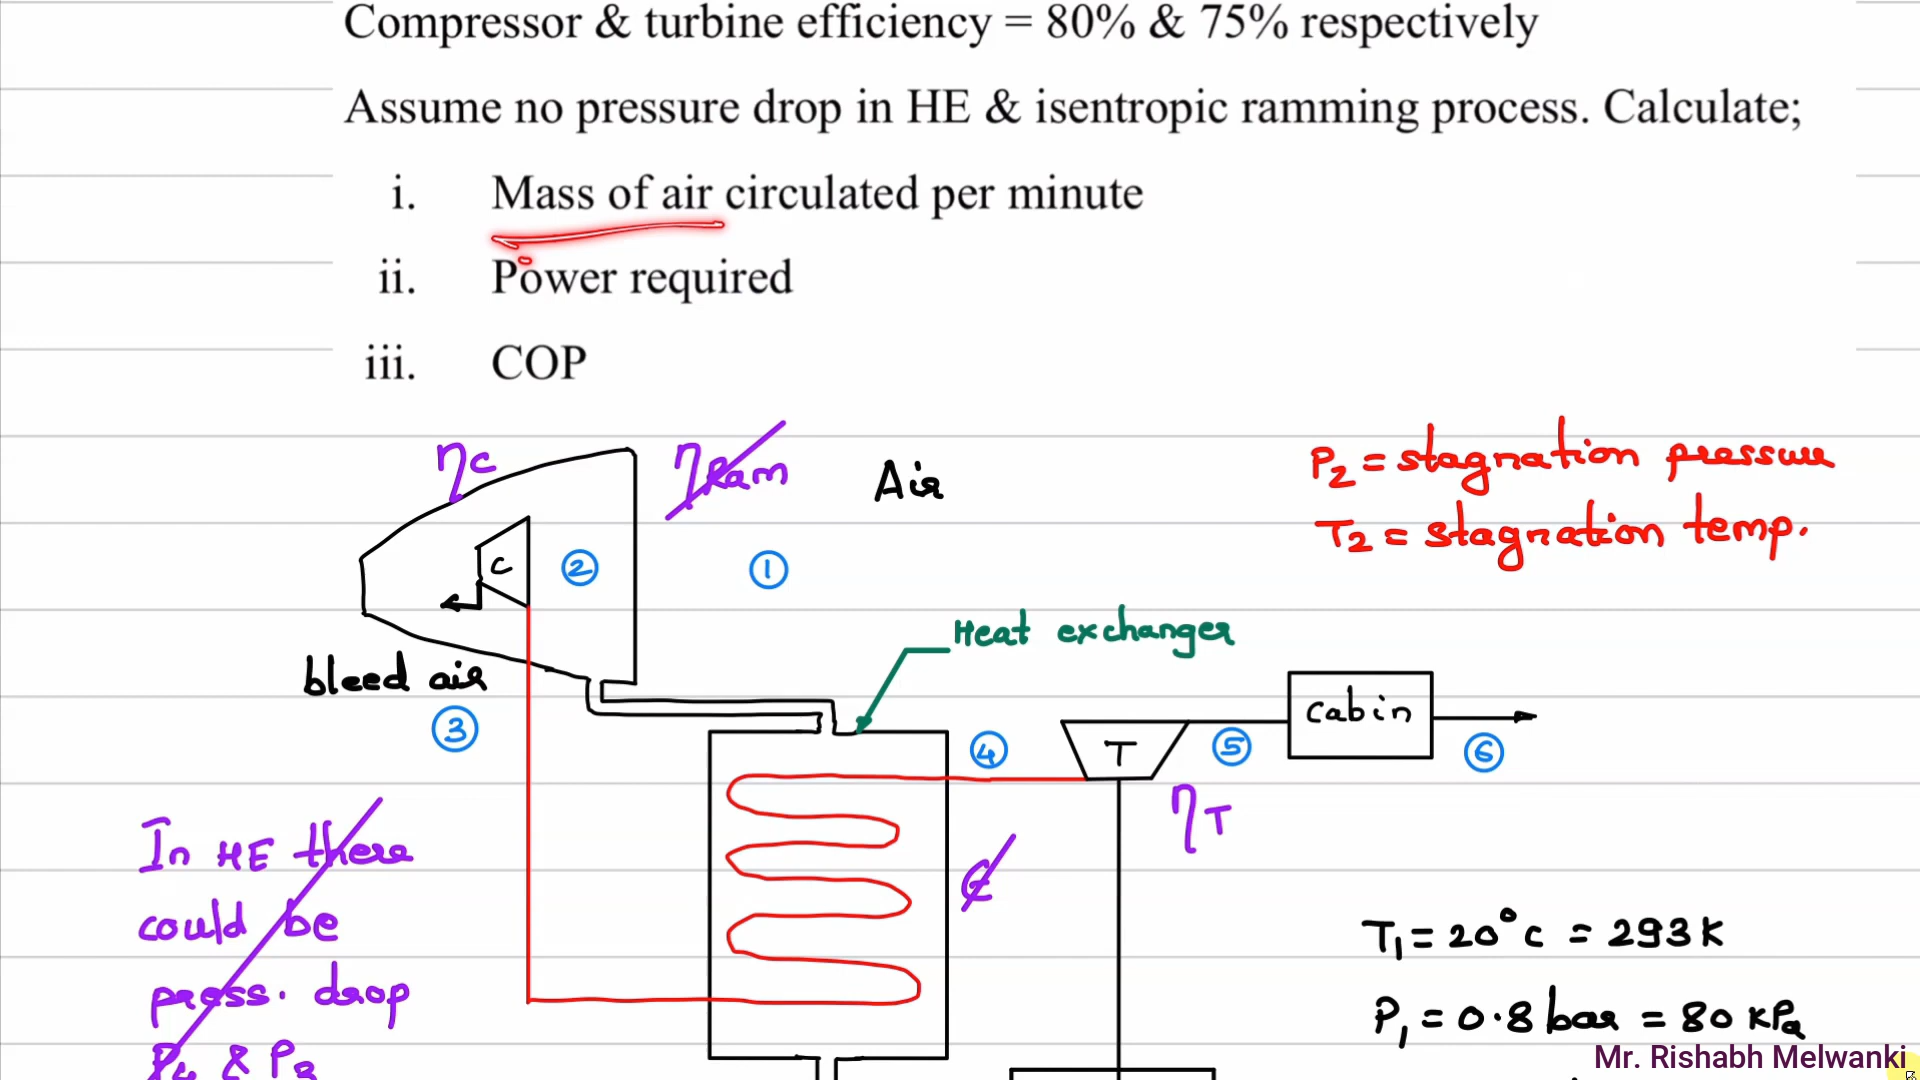 Compressor & turbine efficiency = 80% & 75% respectively
Assume no pressure drop in HE & isentropic ramming process. Calculate;
i. Mass of air circulated per minute
ii. Power required
iii. COP
ηc
ηRam
Air
P2 = stagnation pressure
T2 = stagnation temp.
C
②
①
Heat exchanger
bleed air
③
④
T
⑤
cabin
⑥
ηT
In HE there
could be
press. drop
P4 & P3
€
T1 = 20°C = 293 K
P1 = 0.8 bar = 80 kPa
Mr. Rishabh Melwanki